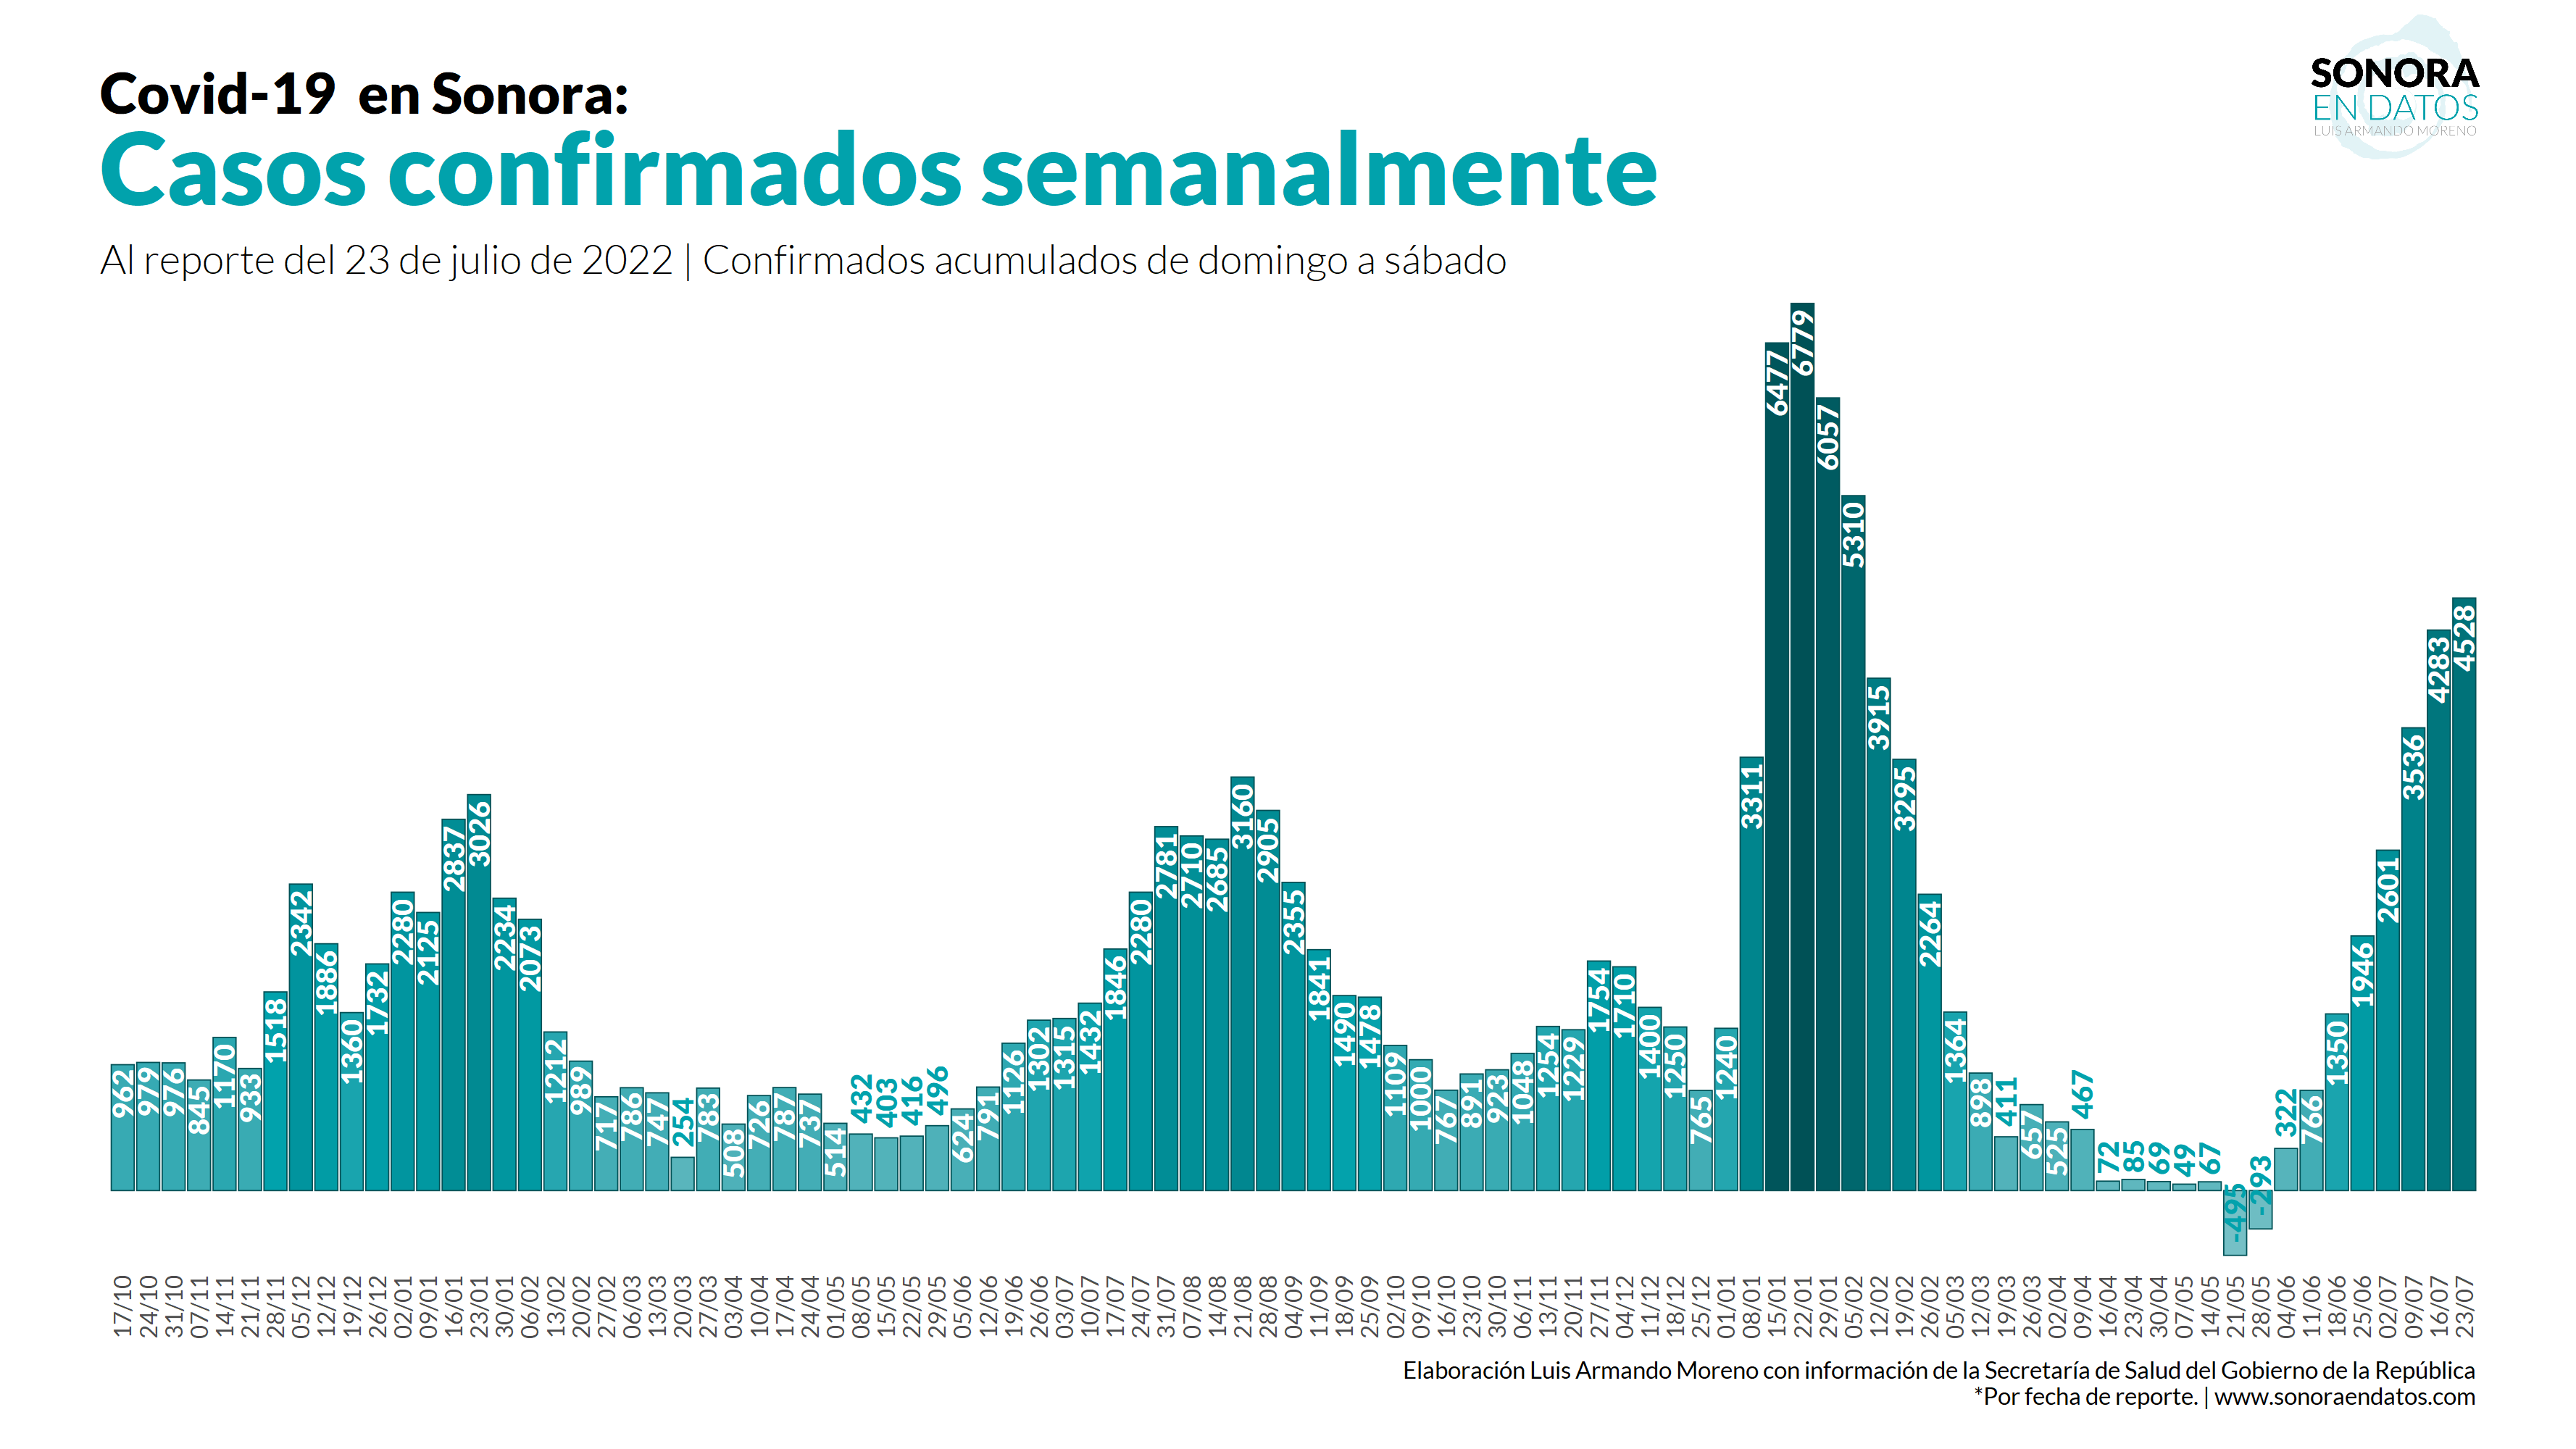 Covid-19 en Sonora:
Casos confirmados semanalmente
Al reporte del 23 de julio de 2022 | Confirmados acumulados de domingo a sábado
SONORA
EN DATOS
LUIS ARMANDO MORENO
962 979 976 845 1170 933 1518 2342 1886 1360 1732 2280 2125 2837 3026 2234 2073 1212 989 717 786 747 254 783 508 726 787 737 514 432 403 416 496 624 791 1126 1302 1315 1432 1846 2280 2781 2710 2685 3160 2905 2355 1841 1490 1478 1109 1000 767 891 923 1048 1254 1229 1754 1710 1400 1250 765 1240 3311 6477 6779 6057 5310 3915 3295 2264 1364 898 411 657 525 467 72 85 69 49 67 -495 -293 322 766 1350 1946 2601 3536 4283 4528
17/10 24/10 31/10 07/11 14/11 21/11 28/11 05/12 12/12 19/12 26/12 02/01 09/01 16/01 23/01 30/01 06/02 13/02 20/02 27/02 06/03 13/03 20/03 27/03 03/04 10/04 17/04 24/04 01/05 08/05 15/05 22/05 29/05 05/06 12/06 19/06 26/06 03/07 10/07 17/07 24/07 31/07 07/08 14/08 21/08 28/08 04/09 11/09 18/09 25/09 02/10 09/10 16/10 23/10 30/10 06/11 13/11 20/11 27/11 04/12 11/12 18/12 25/12 01/01 08/01 15/01 22/01 29/01 05/02 12/02 19/02 26/02 05/03 12/03 19/03 26/03 02/04 09/04 16/04 23/04 30/04 07/05 14/05 21/05 28/05 04/06 11/06 18/06 25/06 02/07 09/07 16/07 23/07
Elaboración Luis Armando Moreno con información de la Secretaría de Salud del Gobierno de la República
*Por fecha de reporte. | www.sonoraendatos.com